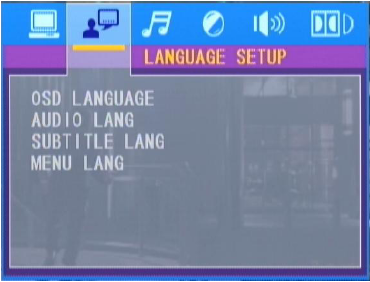 LANGUAGE SETUP
OSD LANGUAGE
AUDIO LANG
SUBTITLE LANG
MENU LANG